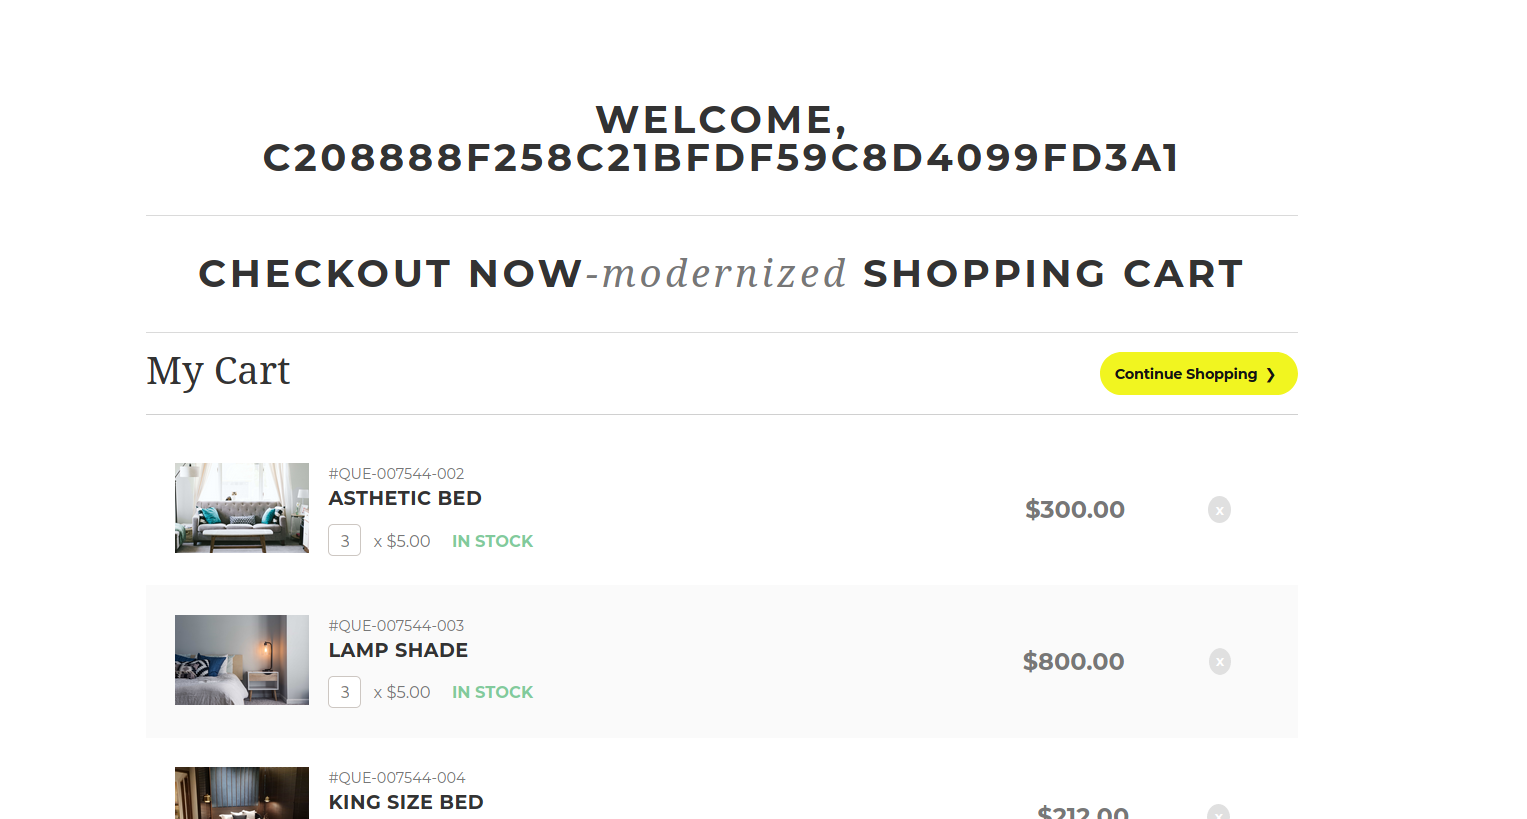 WELCOME,
C208888F258C21BFDF59C8D4099FD3A1
CHECKOUT NOW-modernized SHOPPING CART
My Cart
Continue Shopping ❯
#QUE-007544-002
ASTHETIC BED
3 x $5.00 IN STOCK
$300.00
x
#QUE-007544-003
LAMP SHADE
3 x $5.00 IN STOCK
$800.00
x
#QUE-007544-004
KING SIZE BED
$212.00
x